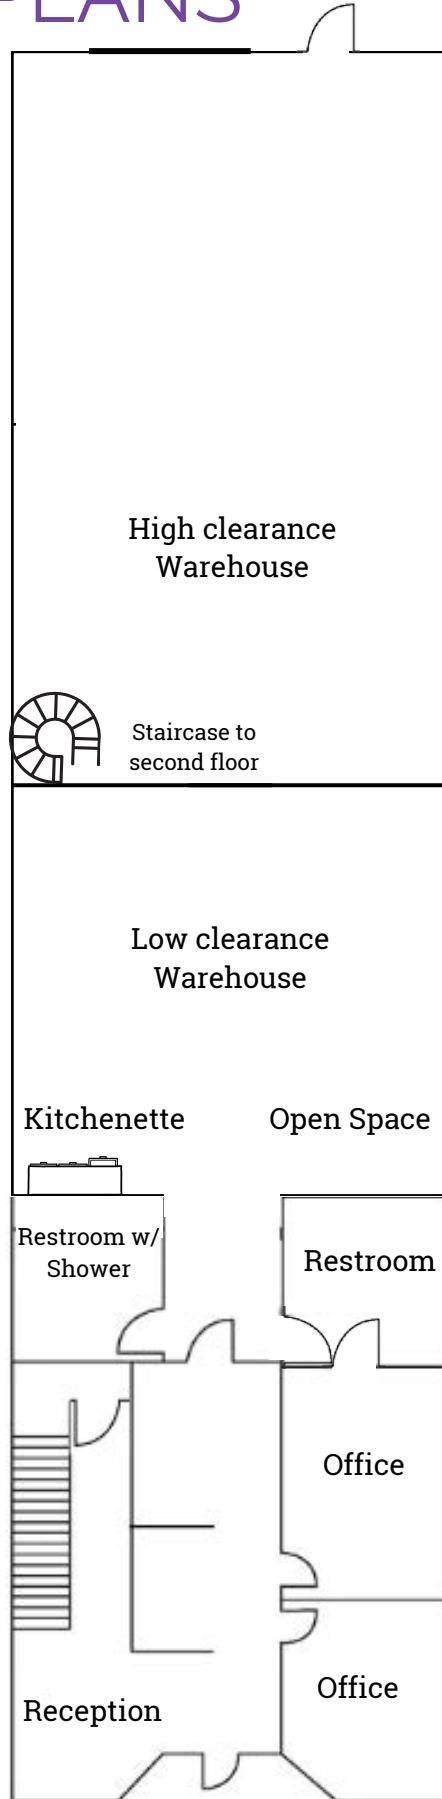 PLANS
High clearance
Warehouse
Staircase to
second floor
Low clearance
Warehouse
Kitchenette
Open Space
Restroom w/
Shower
Restroom
Office
Office
Reception